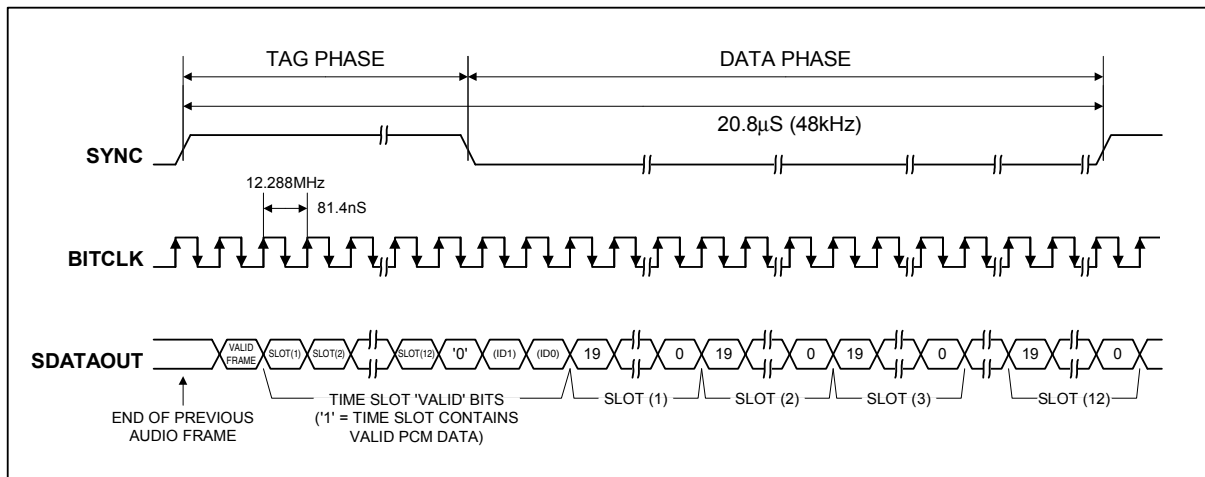 TAG PHASE
DATA PHASE
20.8µS (48kHz)
SYNC
12.288MHz
81.4nS
BITCLK
SDATAOUT
VALID
FRAME
SLOT(1)
SLOT(2)
SLOT(12)
'0'
(ID1)
(ID0)
19
0
19
0
19
0
19
0
END OF PREVIOUS
AUDIO FRAME
TIME SLOT 'VALID' BITS
('1' = TIME SLOT CONTAINS
VALID PCM DATA)
SLOT (1)
SLOT (2)
SLOT (3)
SLOT (12)